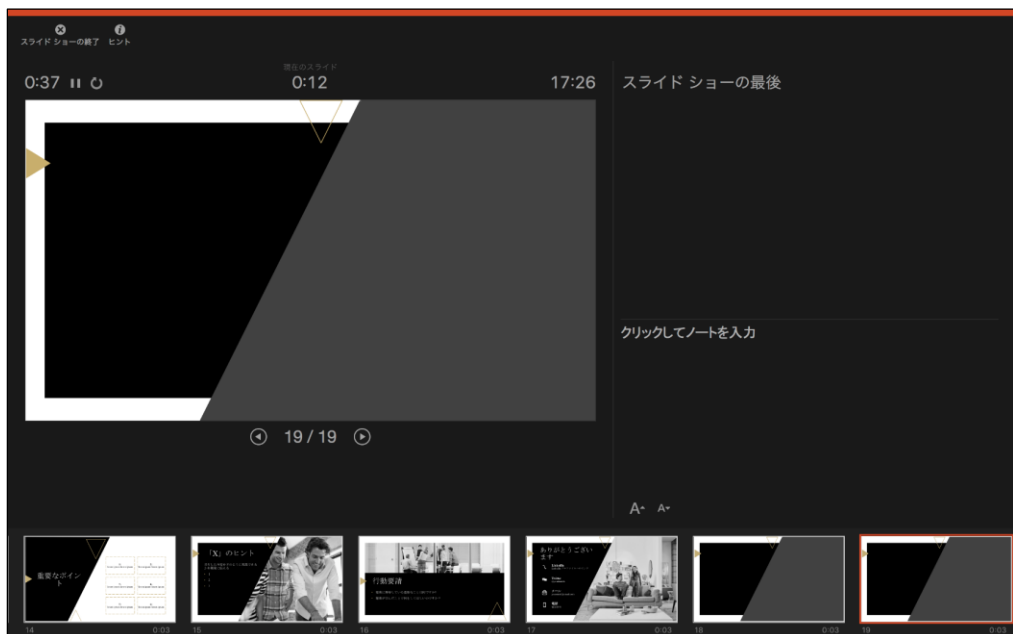 スライド ショーの終了 ヒント
現在のスライド
0:37 0:12 17:26
スライド ショーの最後
19 / 19
クリックしてノートを入力
A A
重要なポイン
ト
「X」のヒント
行動要請
ありがとうござい
ます
14 0:03 15 0:03 16 0:03 17 0:03 18 0:03 19 0:03